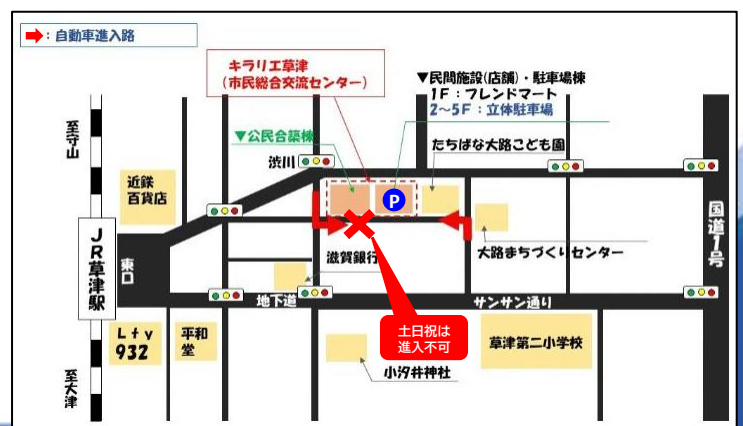 ➡：自動車進入路
キラリエ草津
（市民総合交流センター）
▼民間施設(店舗)・駐車場棟
１Ｆ：フレンドマート
２～５Ｆ：立体駐車場
▼公民合築棟
たちばな大路こども園
至守山
渋川
近鉄
百貨店
P
国道1号
JR草津駅
東口
滋賀銀行
大路まちづくりセンター
地下道
サンサン通り
土日祝は
進入不可
Lty
932
平和
堂
草津第二小学校
小汐井神社
至大津